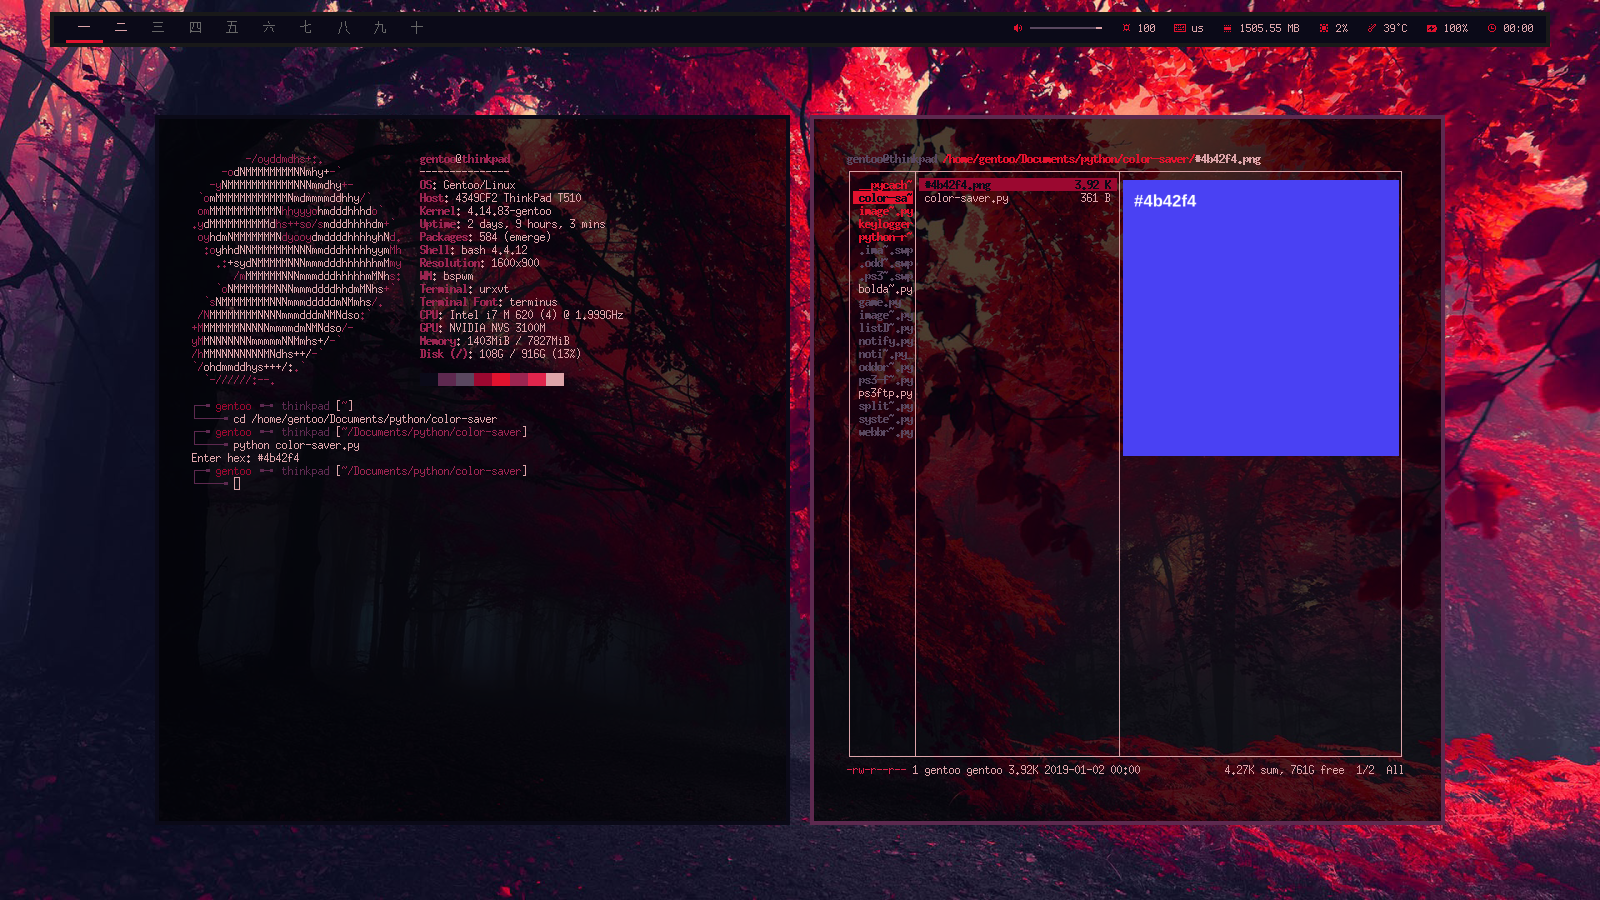 一 二 三 四 五 六 七 八 九 十
100 us 1505.55 MB 2% 39°C 100% 00:00
-/oyddmdhs+:.
-odNMMMMMMMMNNmhy+-`
-yNMMMMMMMMMMMNNNmmdhy+-
`omMMMMMMMMMMMMNmdmmmmddhhy/`
omMMMMMMMMMMMNhhyyyohmdddhhhdo`
.ydMMMMMMMMMMdhs++so/smdddhhhhdm+`
oyhdmNMMMMMMMNdyooydmddddhhhhyhNd.
:oyhhdNNMMMMMMMNNNmmdddhhhhhyymMh
.:+sydNMMMMMNNNmmmdddhhhhhhmMmy
/mMMMMMMNNNmmmdddhhhhhmMNhs:
`oNMMMMMMMNNNmmmddddhhdmMNhs+`
`sNMMMMMMMMNNNmmmdddddmNMmhs/.
/NMMMMMMMMNNNNmmmdddmNMNdso:`
+MMMMMMMNNNNNmmmmdmNMNdso/-
yMNNNNNNNmmmmmNNMmhs+/-`
/hMMNNNNNNNNMNdhs++/-`
`/ohdmmddhys+++/:.`
`-//////:--.
gentoo@thinkpad
---------------
OS: Gentoo/Linux
Host: 4349CF2 ThinkPad T510
Kernel: 4.14.83-gentoo
Uptime: 2 days, 9 hours, 3 mins
Packages: 584 (emerge)
Shell: bash 4.4.12
Resolution: 1600x900
WM: bspwm
Terminal: urxvt
Terminal Font: terminus
CPU: Intel i7 M 620 (4) @ 1.999GHz
GPU: NVIDIA NVS 3100M
Memory: 1403MiB / 7827MiB
Disk (/): 108G / 916G (13%)
gentoo thinkpad [~]
cd /home/gentoo/Documents/python/color-saver
gentoo thinkpad [~/Documents/python/color-saver]
python color-saver.py
Enter hex: #4b42f4
gentoo thinkpad [~/Documents/python/color-saver]
gentoo@thinkpad /home/gentoo/Documents/python/color-saver/#4b42f4.png
__pycach~
color-sa~
image~.py
keylogger
python-r~
.ima~.swp
.odd~.swp
.ps3~.swp
bolda~.py
game.py
image~.py
listD~.py
notify.py
noti~.py
oddor~.py
ps3-f~.py
ps3ftp.py
split~.py
syste~.py
webbr~.py
#4b42f4.png 3.92 K
color-saver.py 361 B
#4b42f4
-rw-r--r-- 1 gentoo gentoo 3.92K 2019-01-02 00:00 4.27K sum, 761G free 1/2 All